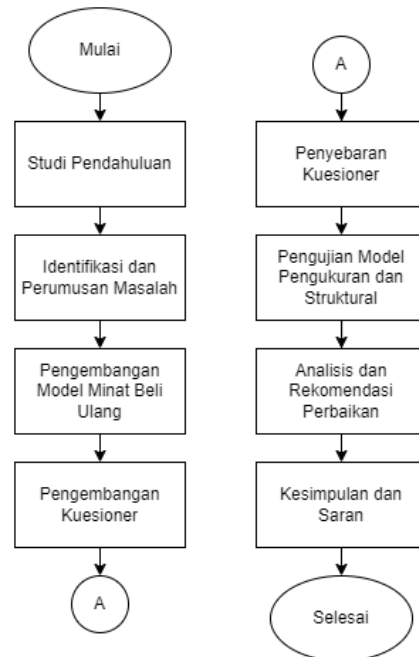 Mulai
Studi Pendahuluan
Identifikasi dan
Perumusan Masalah
Pengembangan
Model Minat Beli
Ulang
Pengembangan
Kuesioner
A
A
Penyebaran
Kuesioner
Pengujian Model
Pengukuran dan
Struktural
Analisis dan
Rekomendasi
Perbaikan
Kesimpulan dan
Saran
Selesai